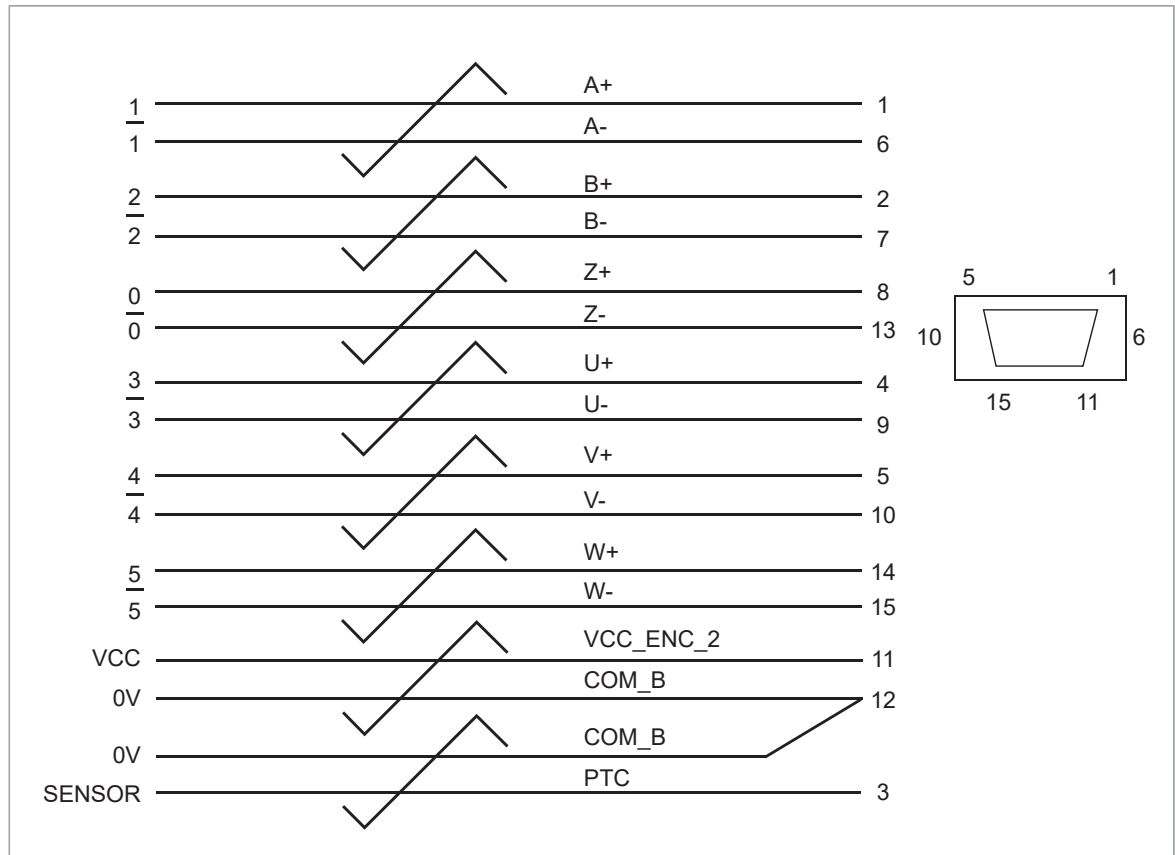 A+
1 1
A-
1̅ 6
B+
2 2
B-
2̅ 7
Z+
0 8
Z-
0̅ 13
U+
3 4
U-
3̅ 9
V+
4 5
V-
4̅ 10
W+
5 14
W-
5̅ 15
VCC_ENC_2
VCC 11
COM_B
0V 12
COM_B
0V
PTC
SENSOR 3
5 1
10 6
15 11